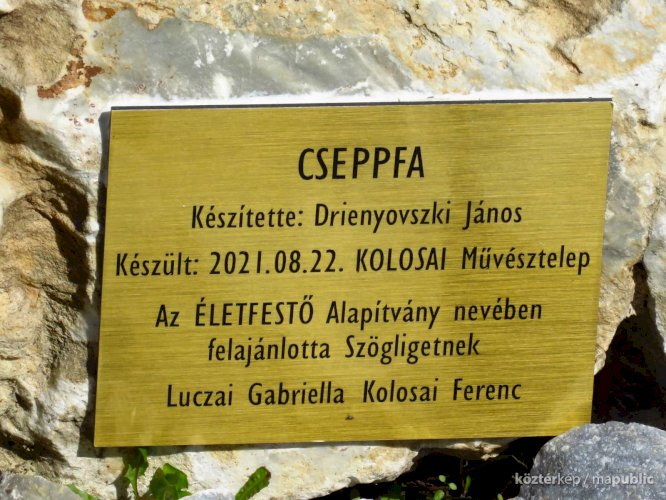 CSEPPFA
Készítette: Drienyovszki János
Készült: 2021.08.22. KOLOSAI Művésztelep
Az ÉLETFESTŐ Alapítvány nevében
felajánlotta Szögligetnek
Luczai Gabriella Kolosai Ferenc
köztérkép / mapublic